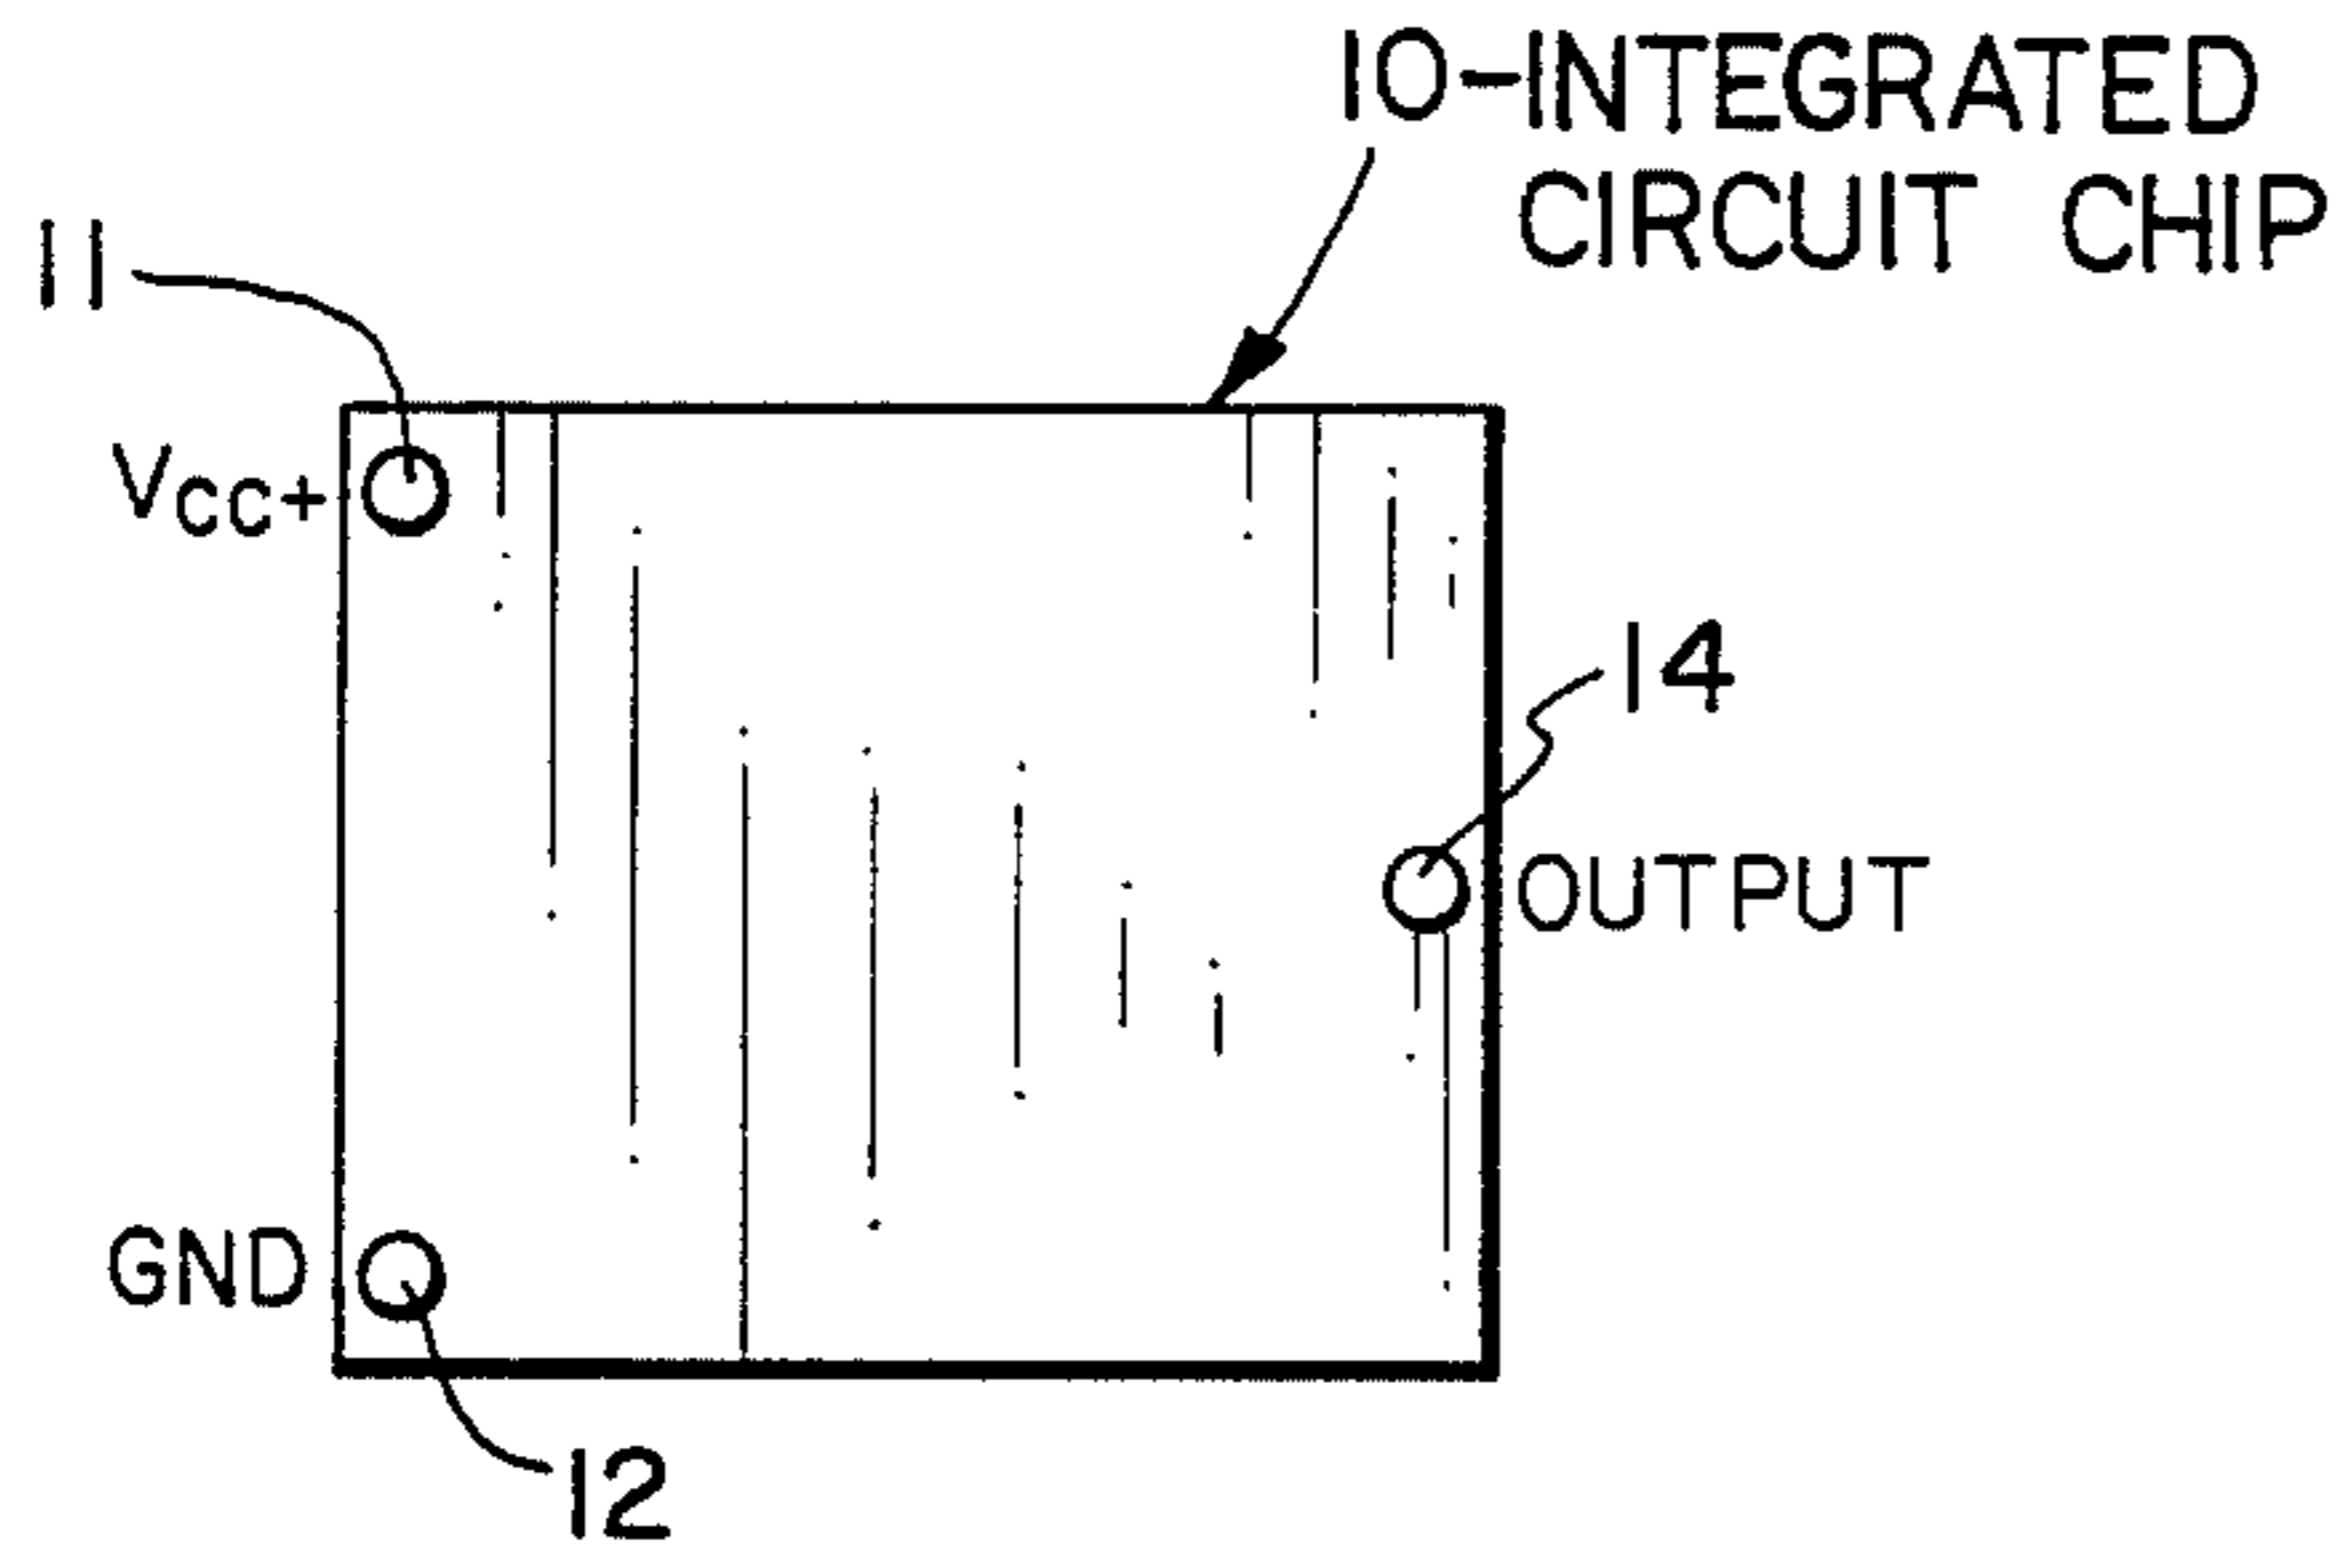 10-INTEGRATED
CIRCUIT CHIP
11
VCC+
14
OUTPUT
GND
12